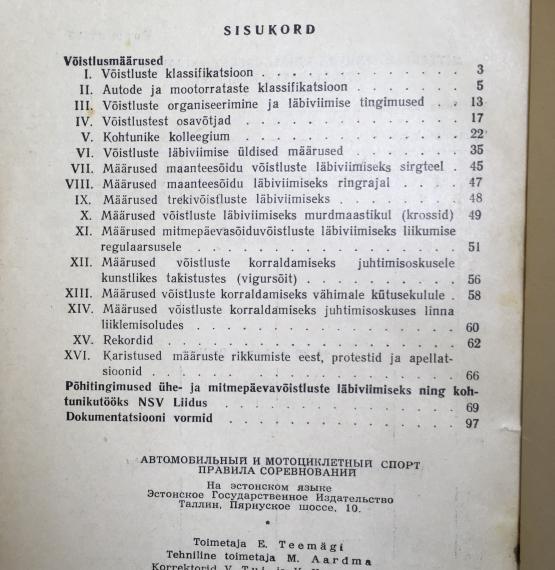 SISUKORD
Võistlusmäärused
I. Võistluste klassifikatsioon . . . . . . . . . . 3
II. Autode ja mootorrataste klassifikatsioon . . . . 5
III. Võistluste organiseerimine ja läbiviimise tingimused . . 13
IV. Võistlustest osavõtjad . . . . . . . . . . . 17
V. Kohtunike kolleegium . . . . . . . . . . . 22
VI. Võistluste läbiviimise üldised määrused . . . . . 35
VII. Määrused maanteesõidu võistluste läbiviimiseks sirgteel . 45
VIII. Määrused maanteesõidu läbiviimiseks ringrajal . . . . 47
IX. Määrused trekivõistluste läbiviimiseks . . . . . . 48
X. Määrused võistluste läbiviimiseks murdmaastikul (krossid) 49
XI. Määrused mitmepäevasõiduvõistluste läbiviimiseks liikumise
regulaarsusele . . . . . . . . . . . . . 51
XII. Määrused võistluste korraldamiseks juhtimisoskusele
kunstlikes takistustes (vigursõit) . . . . . . . . 56
XIII. Määrused võistluste korraldamiseks vähimale kütusekulule . 58
XIV. Määrused võistluste korraldamiseks juhtimisoskuses linna
liiklemisoludes . . . . . . . . . . . . . 60
XV. Rekordid . . . . . . . . . . . . . . 62
XVI. Karistused määruste rikkumiste eest, protestid ja apellat-
sioonid . . . . . . . . . . . . . . . 66
Põhitingimused ühe- ja mitmepäevavõistluste läbiviimiseks ning koh-
tunikutööks NSV Liidus . . . . . . . . . . . . 69
Dokumentatsiooni vormid . . . . . . . . . . . . 97
АВТОМОБИЛЬНЫЙ И МОТОЦИКЛЕТНЫЙ СПОРТ
ПРАВИЛА СОРЕВНОВАНИЙ
На эстонском языке
Эстонское Государственное Издательство
Таллин, Пярнуское шоссе, 10.
*
Toimetaja E. Teemägi
Tehniline toimetaja M. Aardma
Korrektorid V.